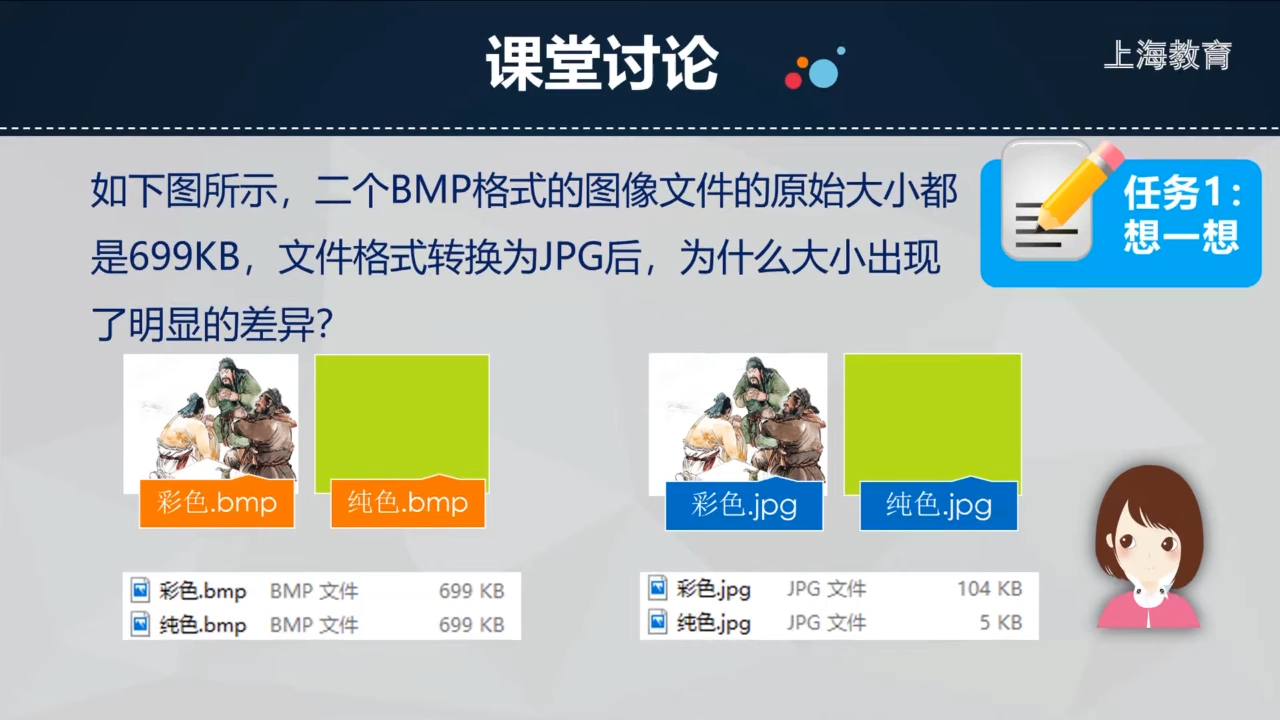 课堂讨论
上海教育
如下图所示，二个BMP格式的图像文件的原始大小都
是699KB，文件格式转换为JPG后，为什么大小出现
了明显的差异？
任务1：
想一想
彩色.bmp
纯色.bmp
彩色.jpg
纯色.jpg
彩色.bmp BMP 文件 699 KB
纯色.bmp BMP 文件 699 KB
彩色.jpg JPG 文件 104 KB
纯色.jpg JPG 文件 5 KB